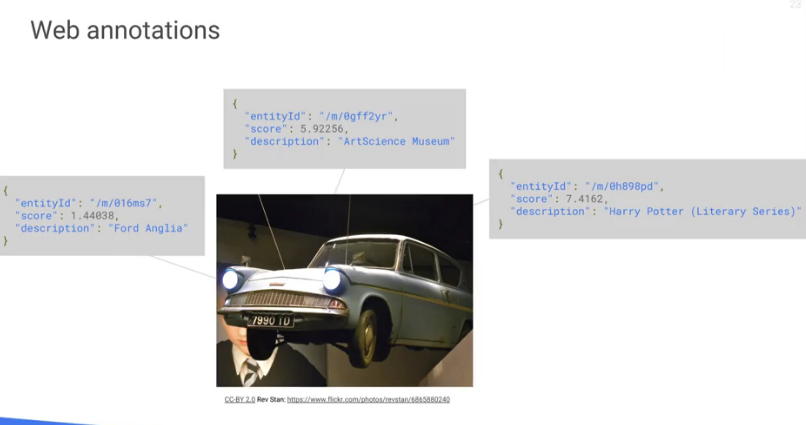 23
Web annotations
{
"entityId": "/m/0gff2yr",
"score": 5.92256,
"description": "ArtScience Museum"
}
{
"entityId": "/m/016ms7",
"score": 1.44038,
"description": "Ford Anglia"
}
{
"entityId": "/m/0h898pd",
"score": 7.4162,
"description": "Harry Potter (Literary Series)"
}
7990 TD
CC-BY 2.0 Rev Stan: https://www.flickr.com/photos/revstan/6865880240